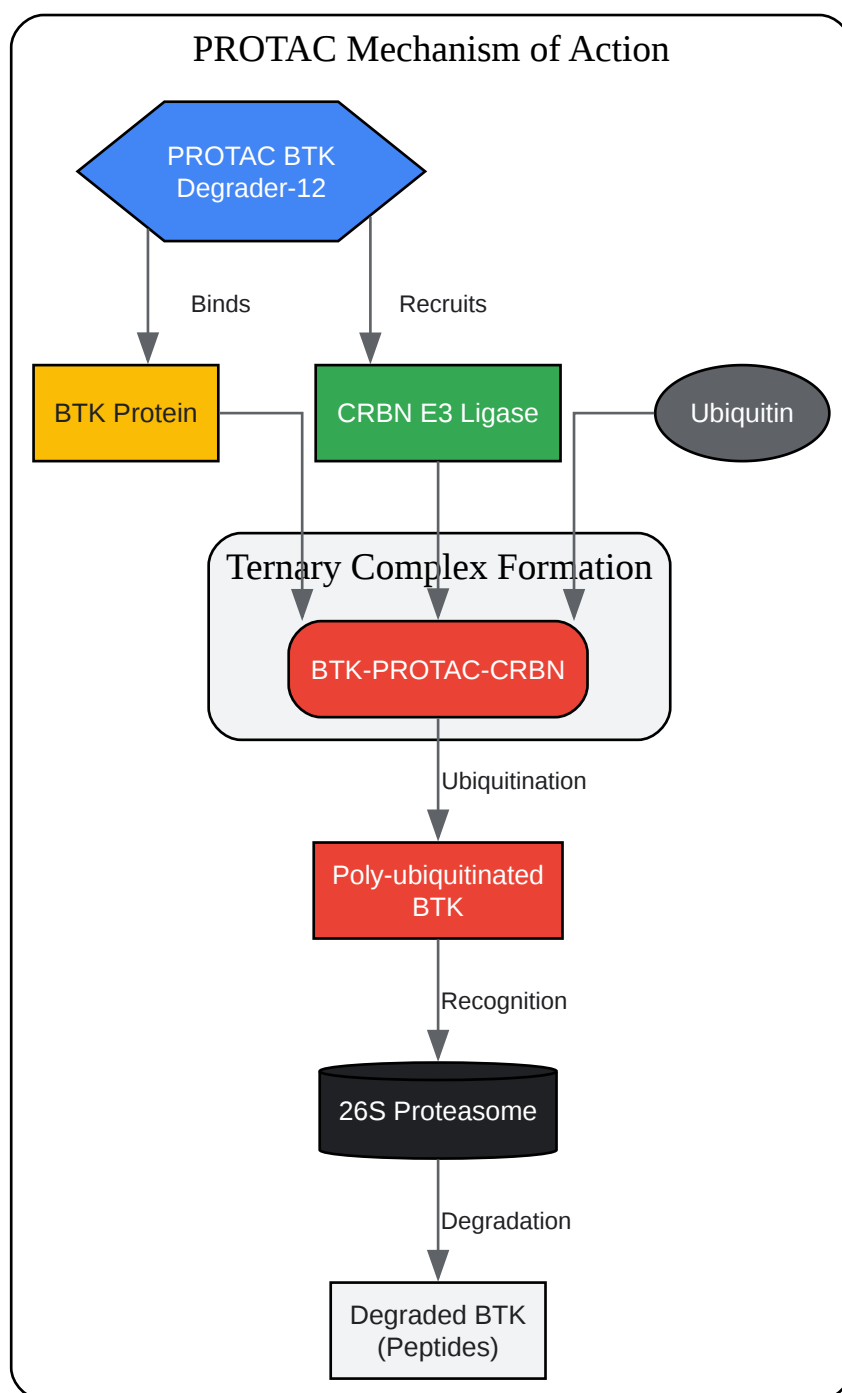 PROTAC Mechanism of Action
PROTAC BTK
Degrader-12
Binds
Recruits
BTK Protein
CRBN E3 Ligase
Ubiquitin
Ternary Complex Formation
BTK-PROTAC-CRBN
Ubiquitination
Poly-ubiquitinated
BTK
Recognition
26S Proteasome
Degradation
Degraded BTK
(Peptides)